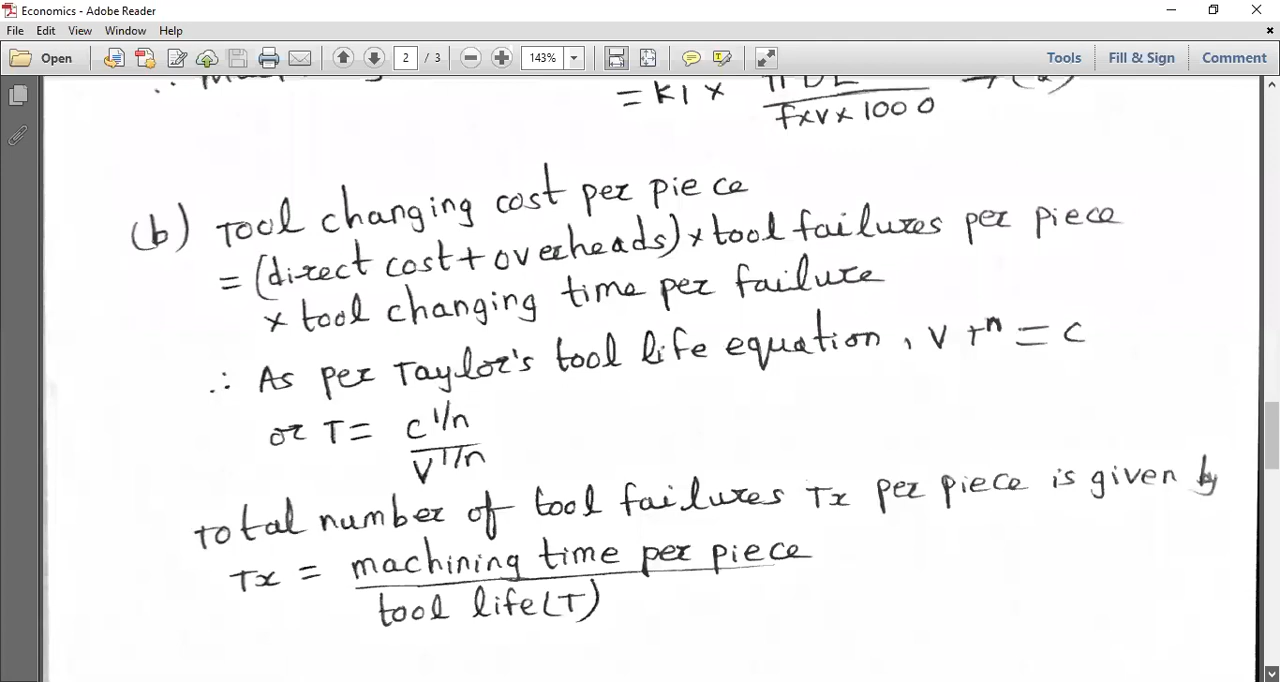 Economics - Adobe Reader
File Edit View Window Help
Open 2 / 3 143% Tools Fill & Sign Comment
= K1 × πDL / f×v×1000 → (a)
(b) Tool changing cost per piece
= (direct cost + overheads) × tool failures per piece
× tool changing time per failure
∴ As per Taylor's tool life equation, V T^n = C
or T = C^1/n / V^1/n
Total number of tool failures Tx per piece is given by
Tx = machining time per piece
tool life (T)